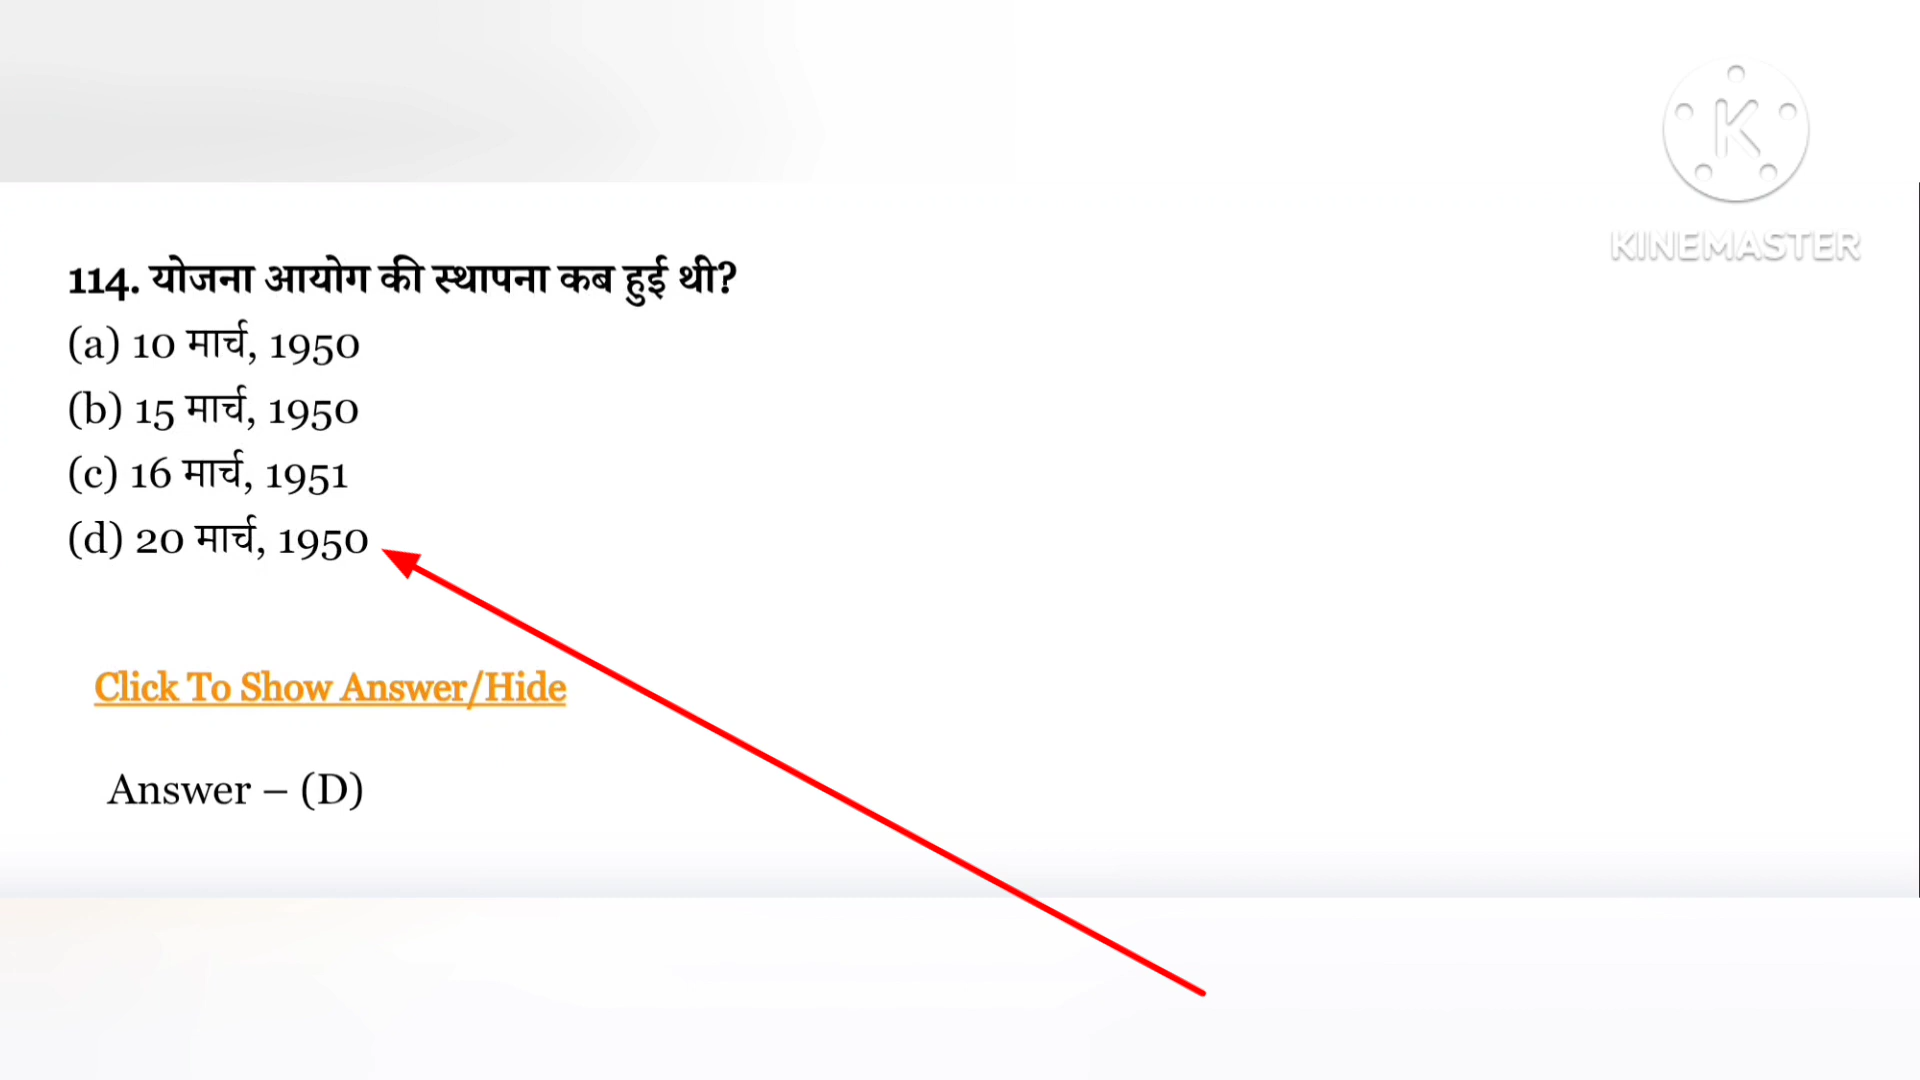 KINEMASTER
114. योजना आयोग की स्थापना कब हुई थी?
(a) 10 मार्च, 1950
(b) 15 मार्च, 1950
(c) 16 मार्च, 1951
(d) 20 मार्च, 1950
Click To Show Answer/Hide
Answer – (D)